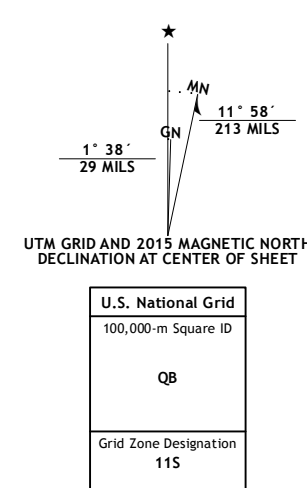 MN
11° 58´
213 MILS
GN
1° 38´
29 MILS
UTM GRID AND 2015 MAGNETIC NORTH
DECLINATION AT CENTER OF SHEET
U.S. National Grid
100,000-m Square ID
QB
Grid Zone Designation
11S